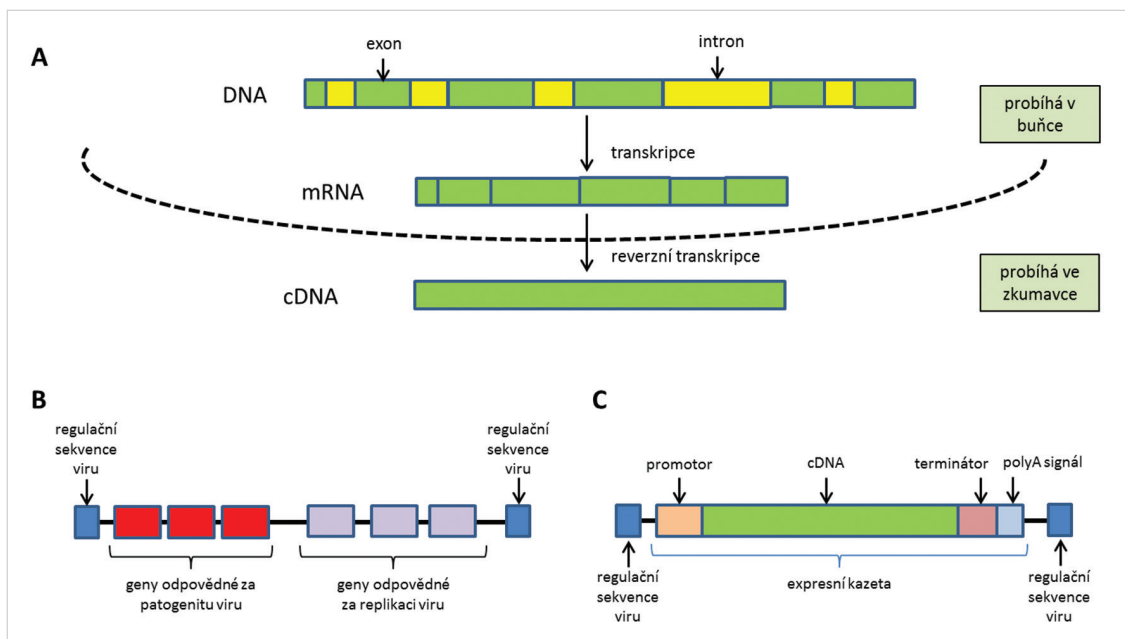 A
exon
intron
DNA
probíhá v
buňce
transkripce
mRNA
reverzní transkripce
cDNA
probíhá ve
zkumavce
B
regulační
sekvence
viru
regulační
sekvence
viru
geny odpovědné za
patogenitu viru
geny odpovědné
za replikaci viru
C
promotor
cDNA
terminátor
polyA signál
regulační
sekvence
viru
expresní kazeta
regulační
sekvence
viru